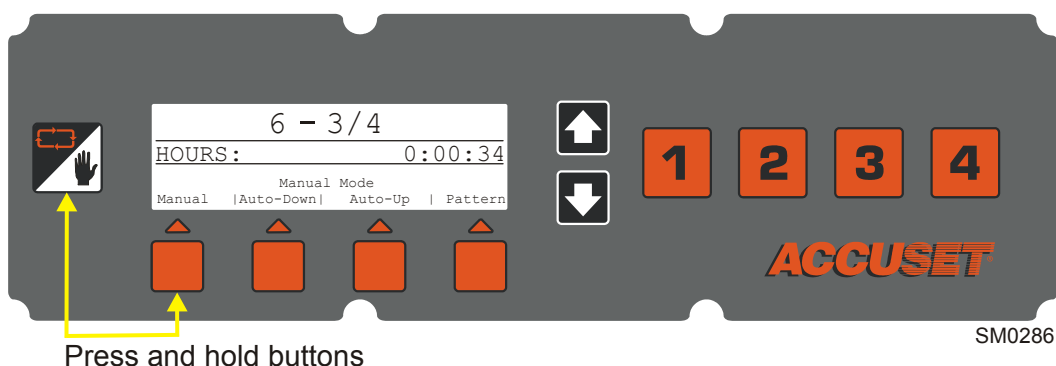 6 - 3/4
HOURS: 0:00:34
Manual Mode
Manual |Auto-Down| Auto-Up | Pattern
1 2 3 4
ACCUSET
SM0286
Press and hold buttons